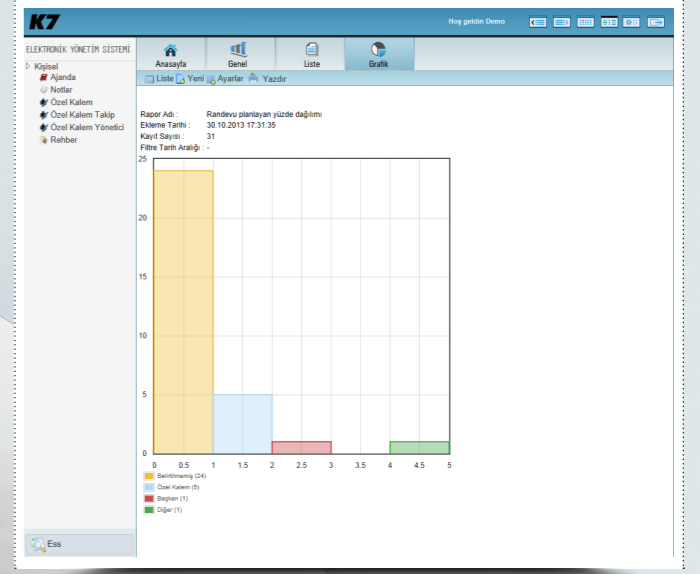 K7
Hoş geldin Demo
ELEKTRONİK YÖNETİM SİSTEMİ
Kişisel
Ajanda
Notlar
Özel Kalem
Özel Kalem Takip
Özel Kalem Yönetici
Rehber
Anasayfa Genel Liste Grafik
Liste Yeni Ayarlar Yazdır
Rapor Adı : Randevu planlayan yüzde dağılımı
Ekleme Tarihi : 30.10.2013 17:31:35
Kayıt Sayısı : 31
Filtre Tarih Aralığı : -
25
20
15
10
5
0
0 0.5 1 1.5 2 2.5 3 3.5 4 4.5 5
Belirtilmemiş (24)
Özel Kalem (5)
Başkan (1)
Diğer (1)
Ess